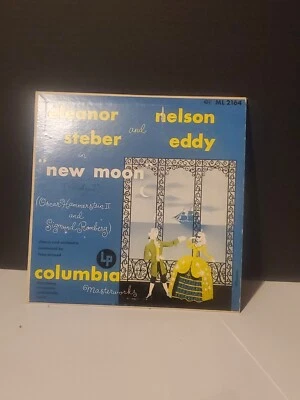 ML 2164
eleanor nelson
steber and eddy
in
"new moon"
(Oscar Hammerstein II
and
Sigmund Romberg)
columbia
Lp
masterworks